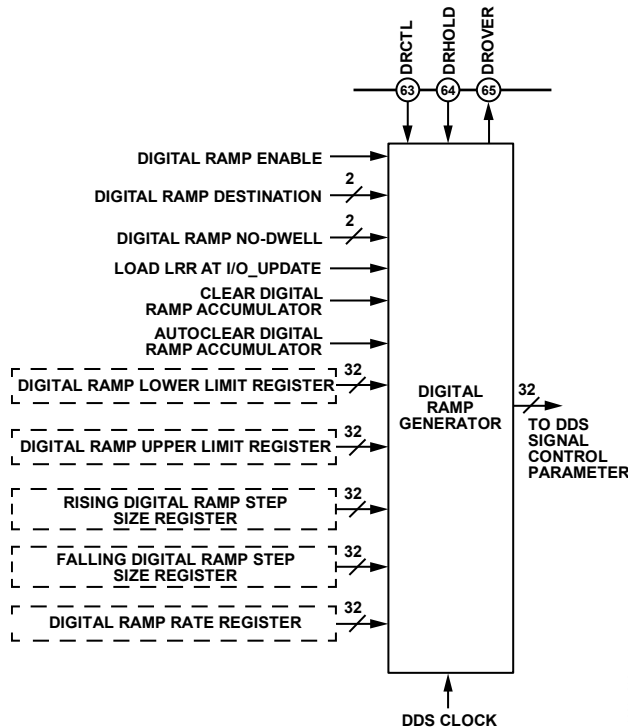 DRCTL
DRHOLD
DROVER
63
64
65
DIGITAL RAMP ENABLE
2
DIGITAL RAMP DESTINATION
2
DIGITAL RAMP NO-DWELL
LOAD LRR AT I/O_UPDATE
CLEAR DIGITAL
RAMP ACCUMULATOR
AUTOCLEAR DIGITAL
RAMP ACCUMULATOR
32
DIGITAL RAMP LOWER LIMIT REGISTER
32
DIGITAL RAMP UPPER LIMIT REGISTER
32
RISING DIGITAL RAMP STEP
SIZE REGISTER
32
FALLING DIGITAL RAMP STEP
SIZE REGISTER
32
DIGITAL RAMP RATE REGISTER
DIGITAL
RAMP
GENERATOR
32
TO DDS
SIGNAL
CONTROL
PARAMETER
DDS CLOCK